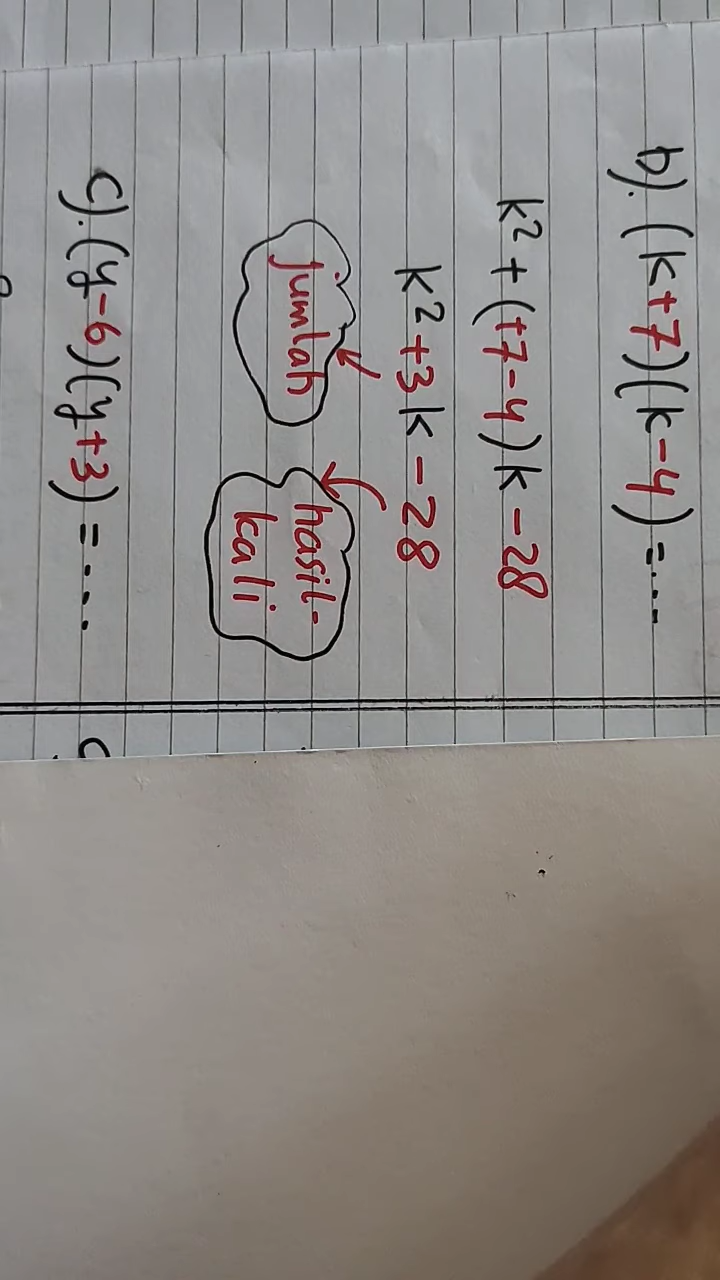 b). (k+7)(k-4) = ....
k² + (+7-4)k - 28
k² + 3k - 28
jumlah
hasil-
kali
c). (y-6)(y+3) = ....